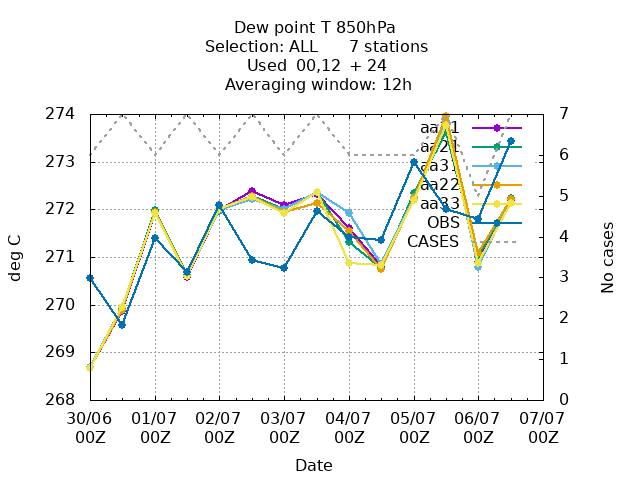 Dew point T 850hPa
Selection: ALL 7 stations
Used 00,12 + 24
Averaging window: 12h
274
273
272
271
270
269
268
deg C
7
6
5
4
3
2
1
0
No cases
aa11
aa21
aa31
aa22
aa33
OBS
CASES
30/06 01/07 02/07 03/07 04/07 05/07 06/07 07/07
00Z 00Z 00Z 00Z 00Z 00Z 00Z 00Z
Date